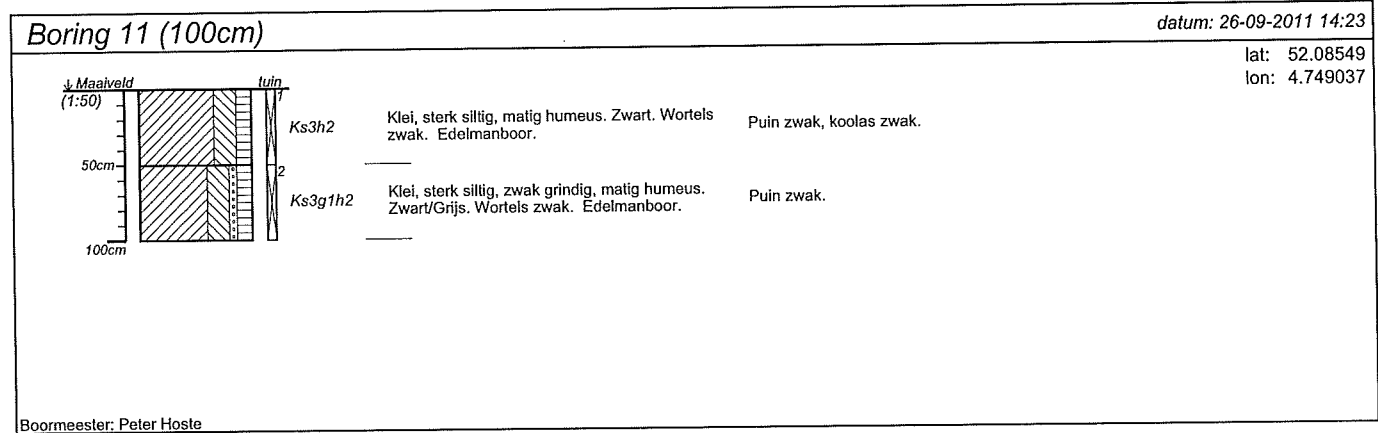 Boring 11 (100cm)
datum: 26-09-2011 14:23
lat: 52.08549
lon: 4.749037
↓ Maaiveld
tuin
(1:50)
1
Ks3h2
Klei, sterk siltig, matig humeus. Zwart. Wortels
zwak. Edelmanboor.
Puin zwak, koolas zwak.
50cm
2
Ks3g1h2
Klei, sterk siltig, zwak grindig, matig humeus.
Zwart/Grijs. Wortels zwak. Edelmanboor.
Puin zwak.
100cm
Boormeester: Peter Hoste